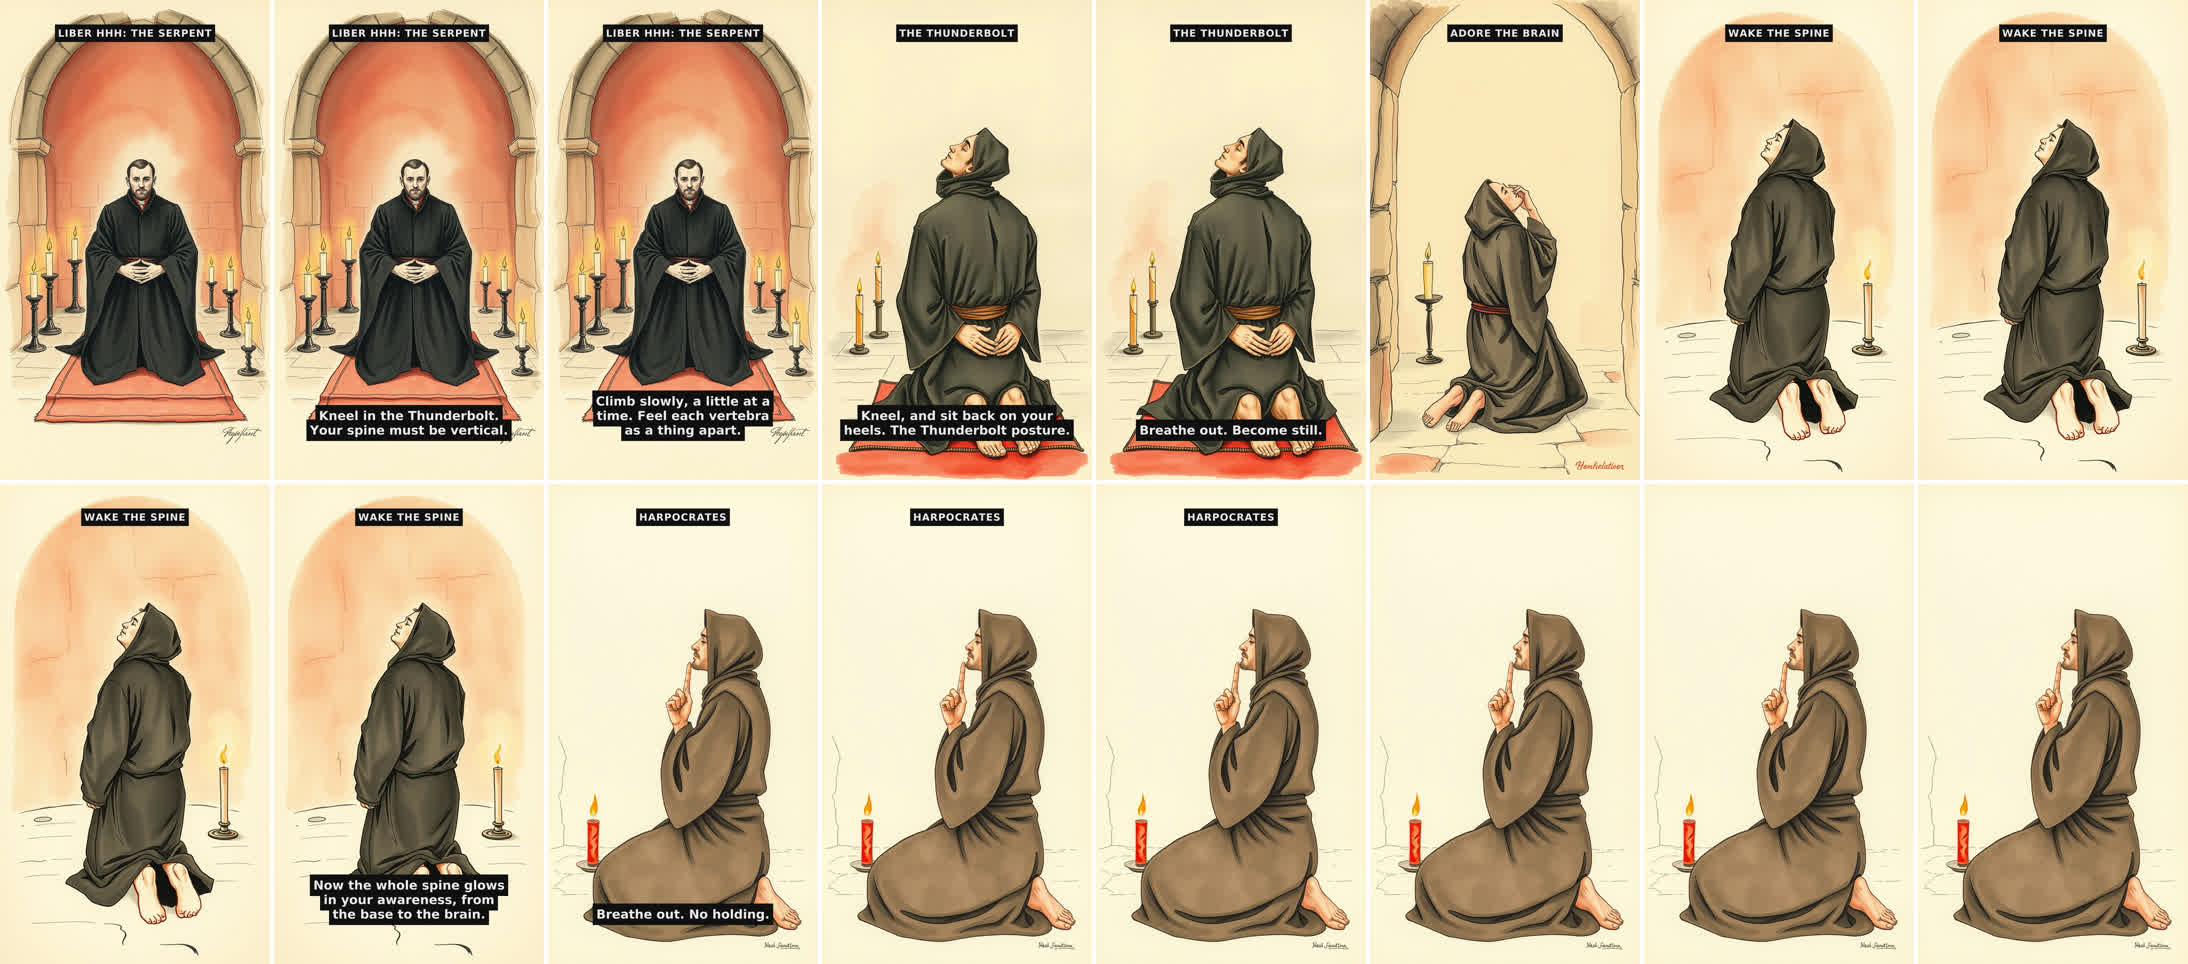 LIBER HHH: THE SERPENT
LIBER HHH: THE SERPENT
Kneel in the Thunderbolt.
Your spine must be vertical.
LIBER HHH: THE SERPENT
Climb slowly, a little at a
time. Feel each vertebra
as a thing apart.
THE THUNDERBOLT
Kneel, and sit back on your
heels. The Thunderbolt posture.
THE THUNDERBOLT
Breathe out. Become still.
ADORE THE BRAIN
WAKE THE SPINE
WAKE THE SPINE
WAKE THE SPINE
WAKE THE SPINE
Now the whole spine glows
in your awareness, from
the base to the brain.
HARPOCRATES
Breathe out. No holding.
HARPOCRATES
HARPOCRATES